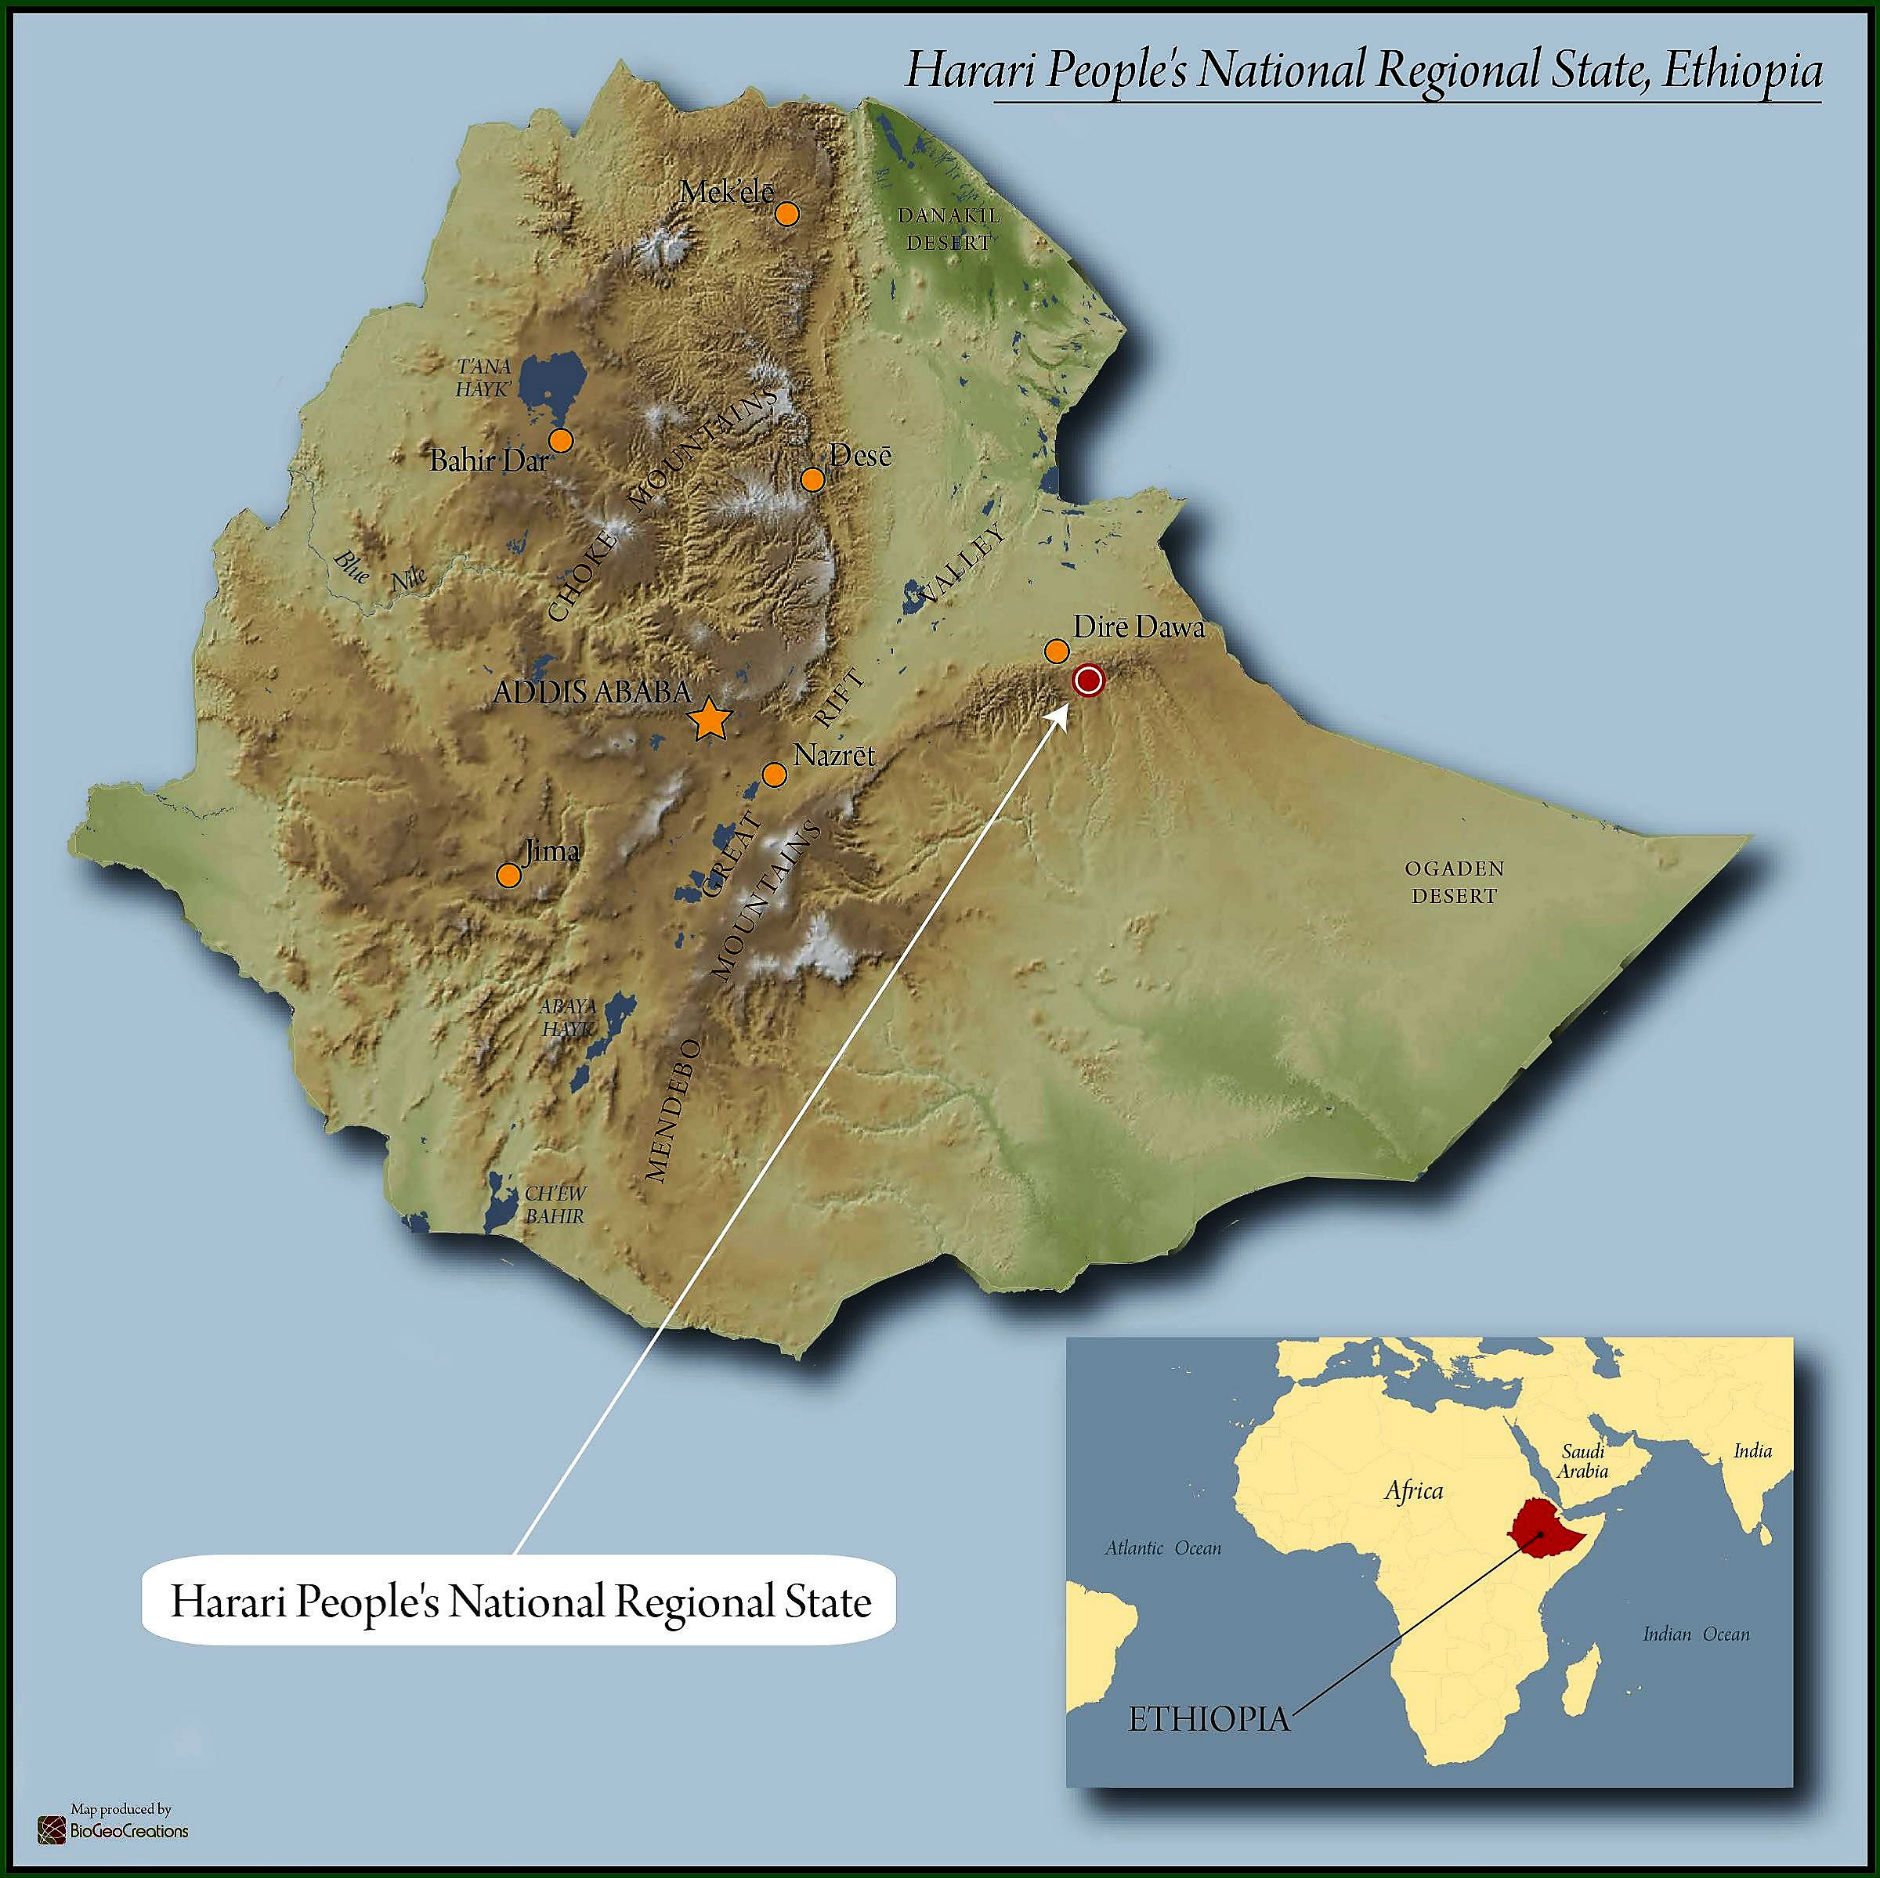 Harari People's National Regional State, Ethiopia
Mek'elē
DANAKIL
DESERT
T'ANA
HĀYK'
Bahir Dar
Desē
CHOKE MOUNTAINS
Blue Nile
GREAT RIFT VALLEY
Dirē Dawa
ADDIS ABABA
Nazrēt
Jima
MENDEBO MOUNTAINS
OGADEN
DESERT
ABAYA
HĀYK'
CH'EW
BAHIR
Harari People's National Regional State
Africa
Saudi
Arabia
India
Atlantic Ocean
Indian Ocean
ETHIOPIA
Map produced by
BioGeoCreations